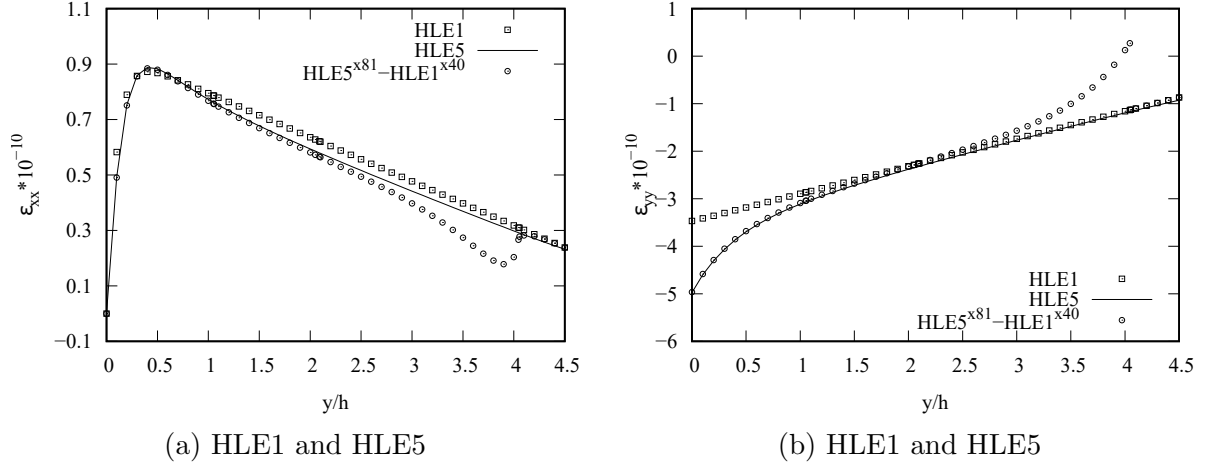 1.1
0.9
0.7
0.5
0.3
0.1
−0.1
ε_xx*10^−10
HLE1
HLE5
HLE5^x81−HLE1^x40
0 0.5 1 1.5 2 2.5 3 3.5 4 4.5
y/h
(a) HLE1 and HLE5
1
0
−1
−2
−3
−4
−5
−6
ε_yy*10^−10
HLE1
HLE5
HLE5^x81−HLE1^x40
0 0.5 1 1.5 2 2.5 3 3.5 4 4.5
y/h
(b) HLE1 and HLE5